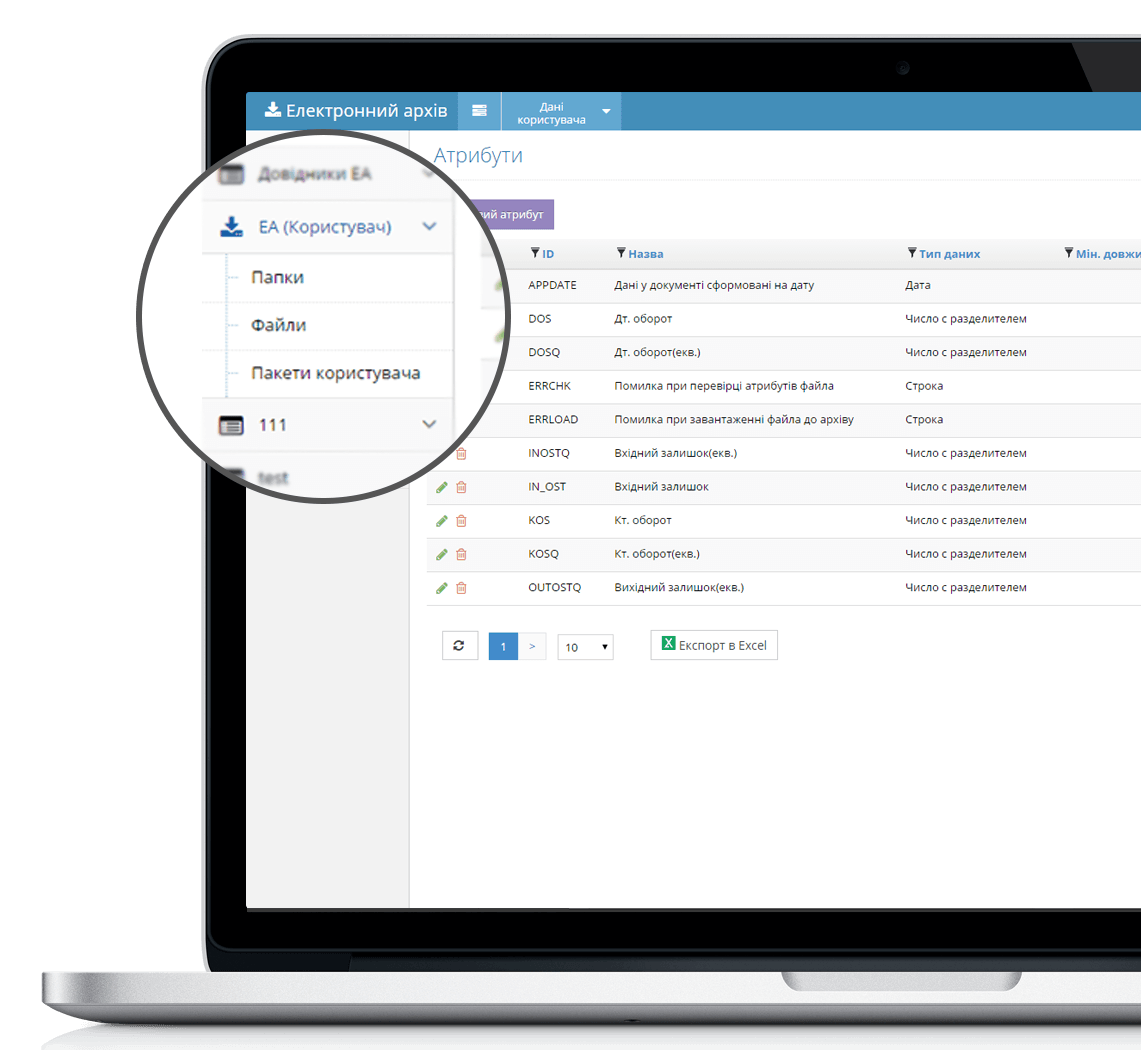 Електронний архів
Дані
користувача
Атрибути
Довідники ЕА
ЕА (Користувач)
Папки
Файли
Пакети користувача
111
test
атрибут
ID Назва Тип даних Мін.
APPDATE Дані у документі сформовані на дату Дата
DOS Дт. оборот Число с разделителем
DOSQ Дт. оборот(екв.) Число с разделителем
ERRCHK Помилка при перевірці атрибутів файла Строка
ERRLOAD Помилка при завантаженні файла до архіву Строка
INOSTQ Вхідний залишок(екв.) Число с разделителем
IN_OST Вхідний залишок Число с разделителем
KOS Кт. оборот Число с разделителем
KOSQ Кт. оборот(екв.) Число с разделителем
OUTOSTQ Вихідний залишок(екв.) Число с разделителем
1 > 10 Експорт в Excel